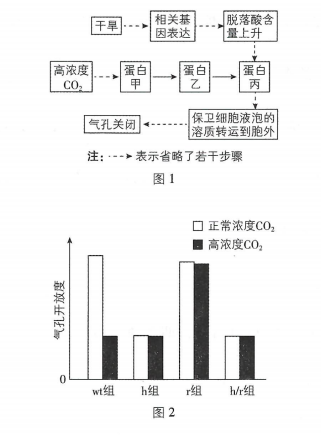 干旱
相关基
因表达
脱落酸含
量上升
高浓度
CO₂
蛋白
甲
蛋白
乙
蛋白
丙
气孔关闭
保卫细胞液泡的
溶质转运到胞外
注：表示省略了若干步骤
图1
正常浓度CO₂
高浓度CO₂
气孔开放度
0
wt组 h组 r组 h/r组
图2